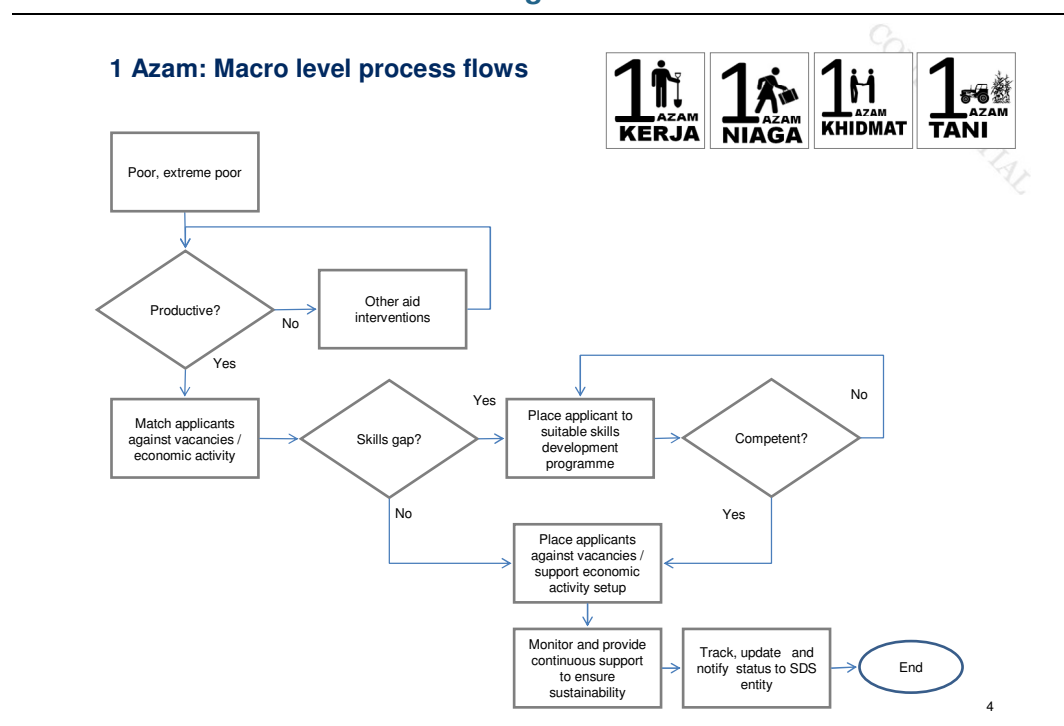 1 Azam: Macro level process flows
1
AZAM
KERJA
1
AZAM
NIAGA
1
AZAM
KHIDMAT
1
AZAM
TANI
Poor, extreme poor
Productive?
No
Other aid
interventions
Yes
Match applicants
against vacancies /
economic activity
Skills gap?
Yes
Place applicant to
suitable skills
development
programme
Competent?
No
No
Yes
Place applicants
against vacancies /
support economic
activity setup
Monitor and provide
continuous support
to ensure
sustainability
Track, update and
notify status to SDS
entity
End
4